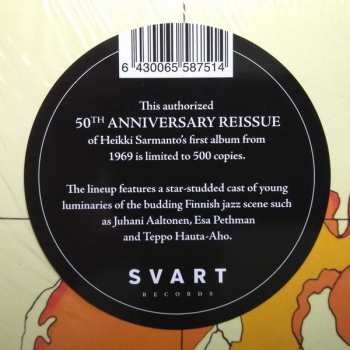 6 430065 587514
This authorized
50TH ANNIVERSARY REISSUE
of Heikki Sarmanto's first album from
1969 is limited to 500 copies.
The lineup features a star-studded cast of young
luminaries of the budding Finnish jazz scene such
as Juhani Aaltonen, Esa Pethman
and Teppo Hauta-Aho.
SVART
RECORDS